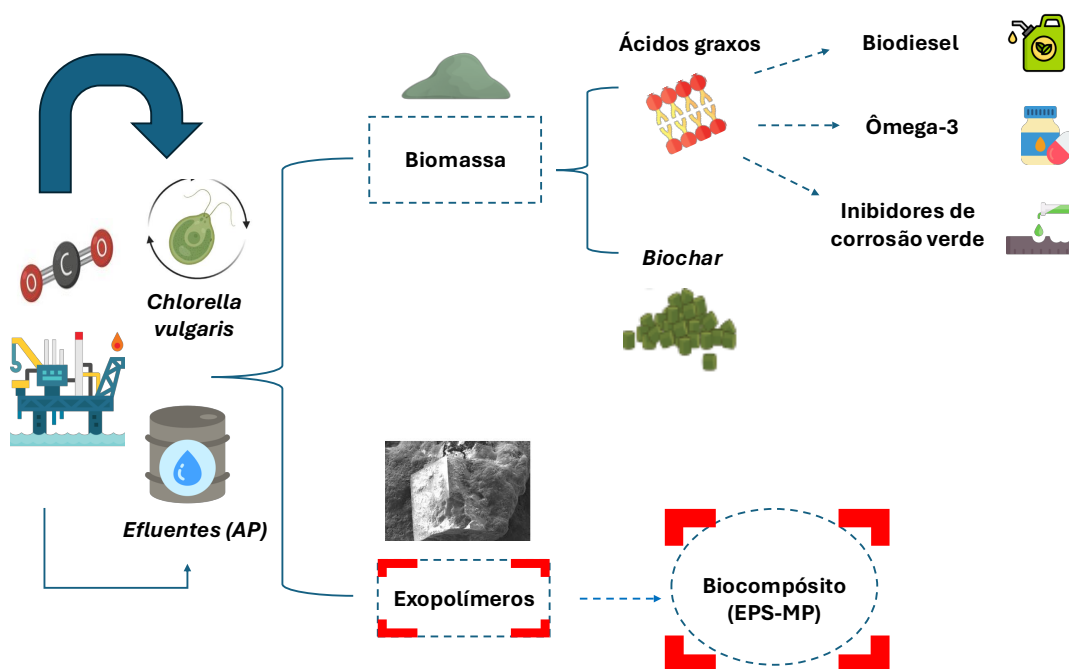 Ácidos graxos
Biodiesel
Ômega-3
Inibidores de
corrosão verde
Biomassa
Biochar
O C O
Chlorella
vulgaris
Efluentes (AP)
Exopolímeros
Biocompósito
(EPS-MP)